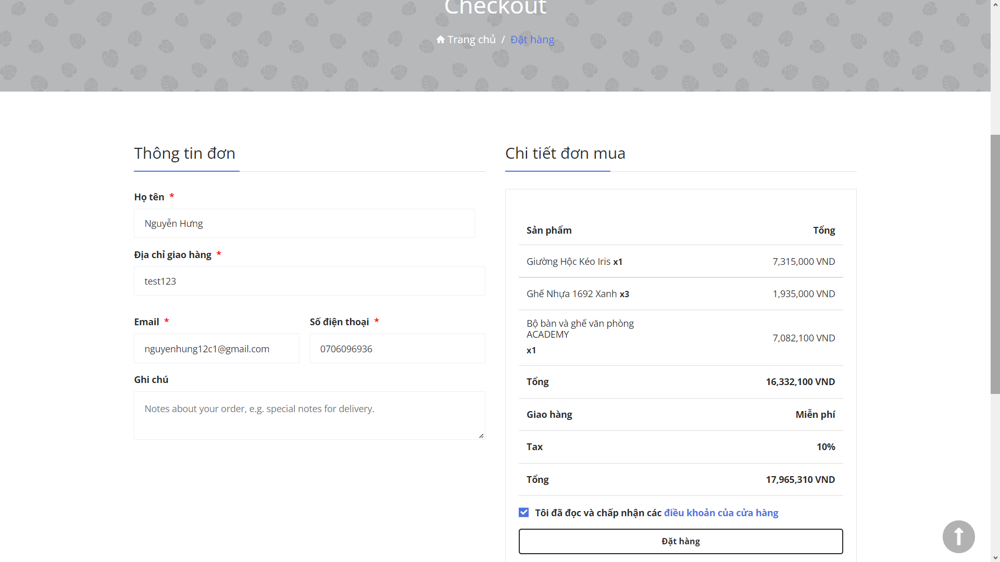 Checkout
Trang chủ / Đặt hàng
Thông tin đơn
Họ tên *
Nguyễn Hưng
Địa chỉ giao hàng *
test123
Email *
Số điện thoại *
nguyenhung12c1@gmail.com
0706096936
Ghi chú
Notes about your order, e.g. special notes for delivery.
Chi tiết đơn mua
Sản phẩm Tổng
Giường Hộc Kéo Iris x1 7,315,000 VND
Ghế Nhựa 1692 Xanh x3 1,935,000 VND
Bộ bàn và ghế văn phòng
ACADEMY
x1
7,082,100 VND
Tổng 16,332,100 VND
Giao hàng Miễn phí
Tax 10%
Tổng 17,965,310 VND
Tôi đã đọc và chấp nhận các điều khoản của cửa hàng
Đặt hàng